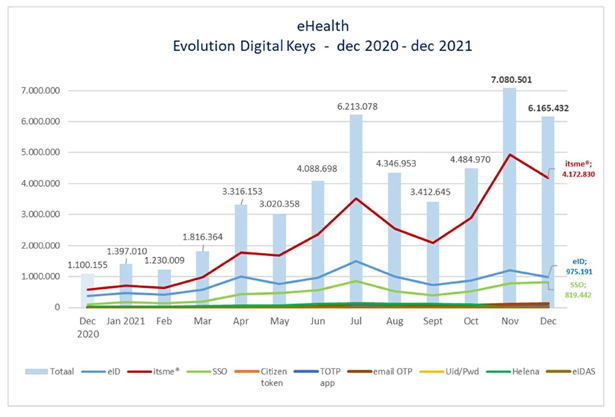 eHealth
Evolution Digital Keys - dec 2020 - dec 2021
7.000.000
6.000.000
5.000.000
4.000.000
3.000.000
2.000.000
1.000.000
0
1.100.155
1.397.010
1.230.009
1.816.364
3.316.153
3.020.358
4.088.698
6.213.078
4.346.953
3.412.645
4.484.970
7.080.501
6.165.432
itsme®;
4.172.830
eID;
975.191
SSO;
819.442
Dec
2020
Jan 2021
Feb
Mar
Apr
May
Jun
Jul
Aug
Sept
Oct
Nov
Dec
Totaal
eID
itsme®
SSO
Citizen
token
TOTP
app
email OTP
Uid/Pwd
Helena
eIDAS